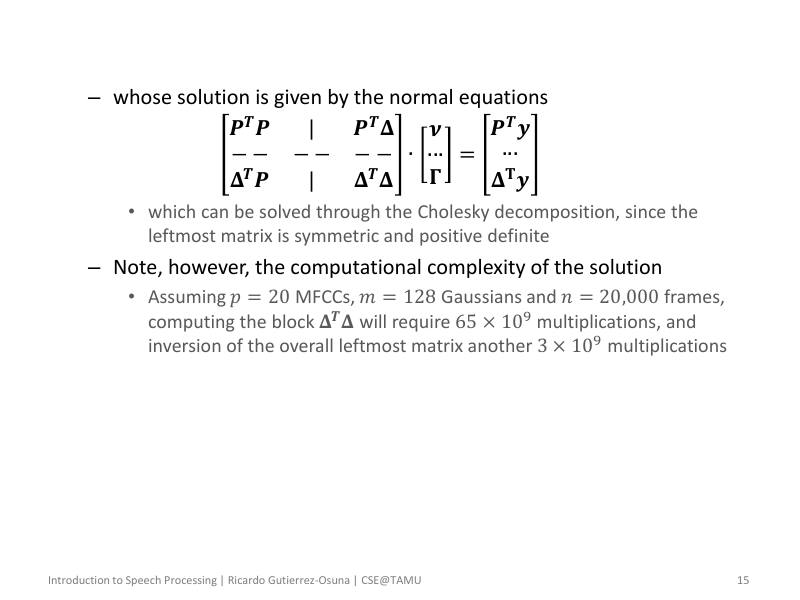 – whose solution is given by the normal equations
[𝑷ᵀ𝑷 | 𝑷ᵀ𝚫] [𝝂] [𝑷ᵀ𝒚]
[− − − − − −] · [⋯] = [⋯]
[𝚫ᵀ𝑷 | 𝚫ᵀ𝚫] [𝚪] [𝚫ᵀ𝒚]
• which can be solved through the Cholesky decomposition, since the
leftmost matrix is symmetric and positive definite
– Note, however, the computational complexity of the solution
• Assuming 𝑝 = 20 MFCCs, 𝑚 = 128 Gaussians and 𝑛 = 20,000 frames,
computing the block 𝚫ᵀ𝚫 will require 65 × 10⁹ multiplications, and
inversion of the overall leftmost matrix another 3 × 10⁹ multiplications
Introduction to Speech Processing | Ricardo Gutierrez-Osuna | CSE@TAMU
15